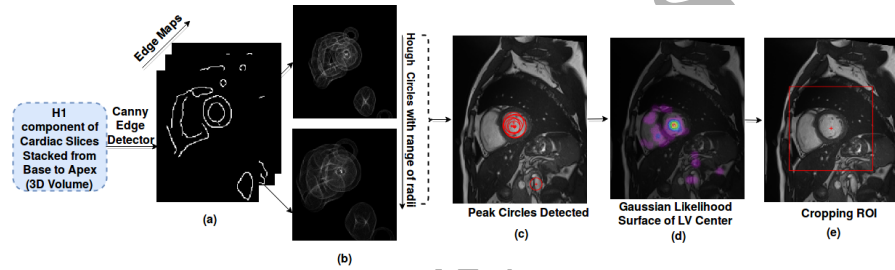 H1
component of
Cardiac Slices
Stacked from
Base to Apex
(3D Volume)
Canny
Edge
Detector
Edge Maps
(a)
(b)
Hough Circles with range of radii
Peak Circles Detected
(c)
Gaussian Likelihood
Surface of LV Center
(d)
Cropping ROI
(e)